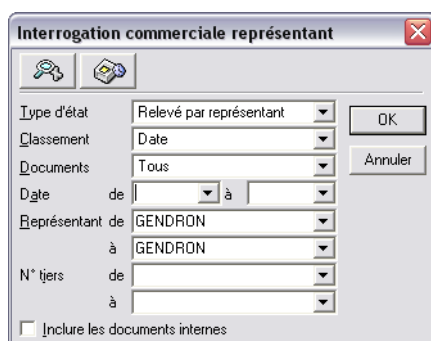 Interrogation commerciale représentant
Type d'état Relevé par représentant OK
Classement Date
Documents Tous Annuler
Date de à
Représentant de GENDRON
à GENDRON
N° tiers de
à
Inclure les documents internes